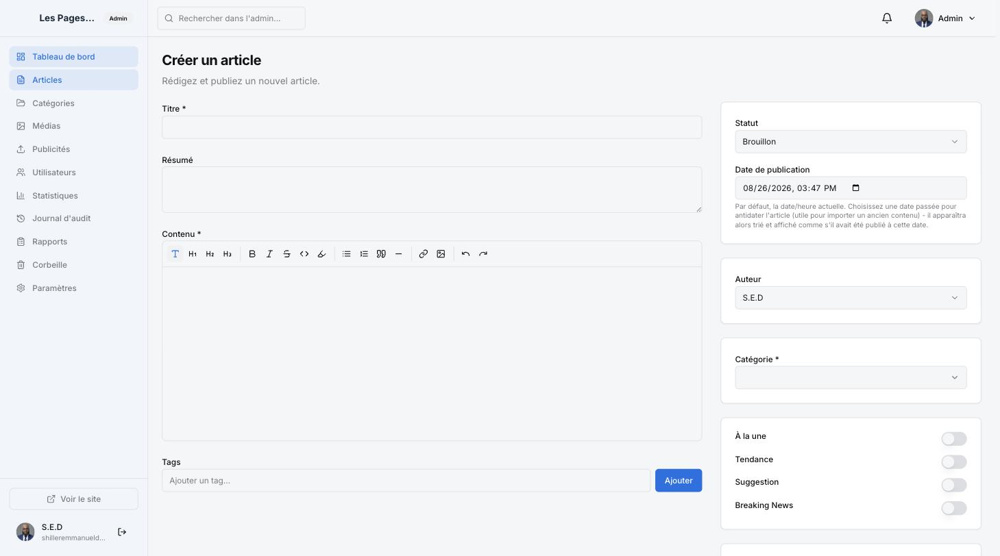 Les Pages...
Admin
Rechercher dans l'admin...
Admin
Tableau de bord
Articles
Catégories
Médias
Publicités
Utilisateurs
Statistiques
Journal d'audit
Rapports
Corbeille
Paramètres
Voir le site
S.E.D
shilleremmanueld...
Créer un article
Rédigez et publiez un nouvel article.
Titre *
Résumé
Contenu *
H1 H2 H3 B I S
Tags
Ajouter un tag...
Ajouter
Statut
Brouillon
Date de publication
08/26/2026, 03:47 PM
Par défaut, la date/heure actuelle. Choisissez une date passée pour
antidater l'article (utile pour importer un ancien contenu) - il apparaîtra
alors trié et affiché comme s'il avait été publié à cette date.
Auteur
S.E.D
Catégorie *
À la une
Tendance
Suggestion
Breaking News